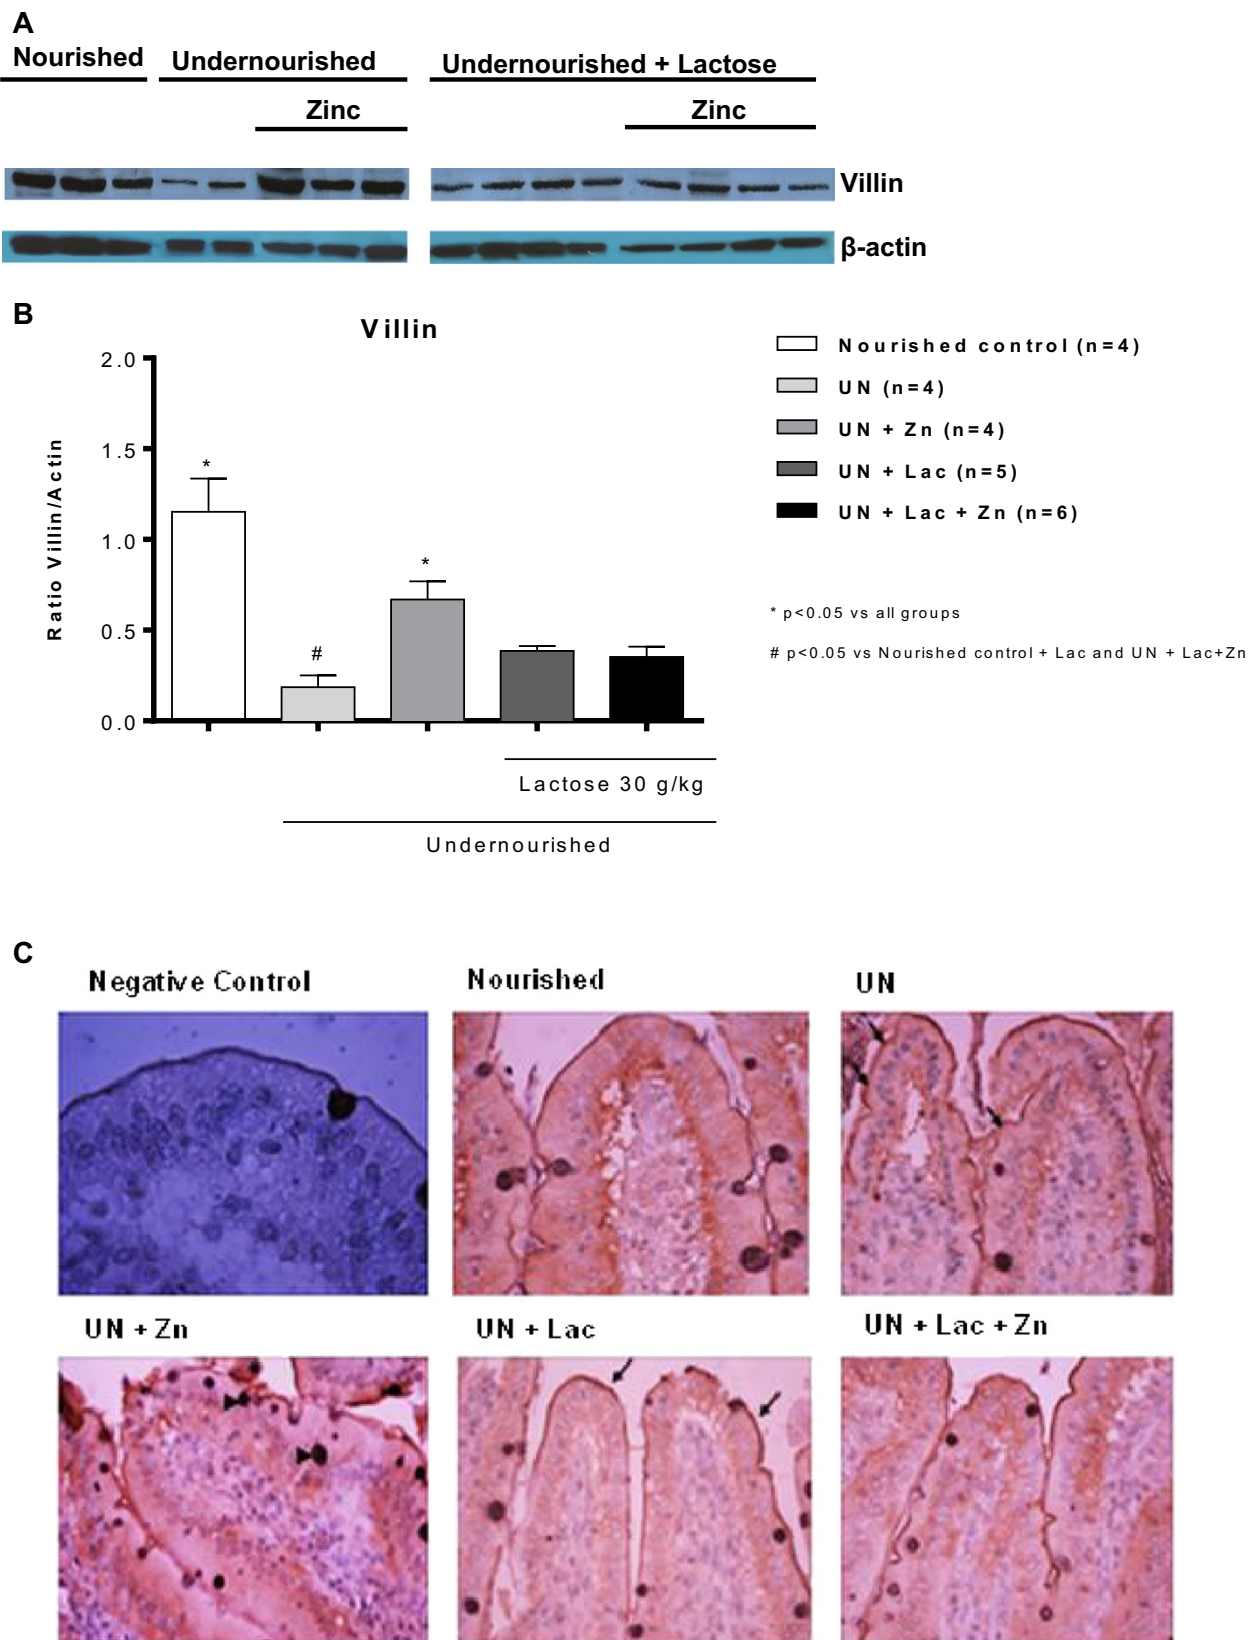 A
Nourished Undernourished Undernourished + Lactose
Zinc Zinc
Villin
β-actin
B
Villin
2.0
1.5
1.0
0.5
0.0
Ratio Villin/Actin
*
#
*
Lactose 30 g/kg
Undernourished
Nourished control (n=4)
UN (n=4)
UN + Zn (n=4)
UN + Lac (n=5)
UN + Lac + Zn (n=6)
* p<0.05 vs all groups
# p<0.05 vs Nourished control + Lac and UN + Lac+Zn
C
Negative Control Nourished UN
UN + Zn UN + Lac UN + Lac + Zn